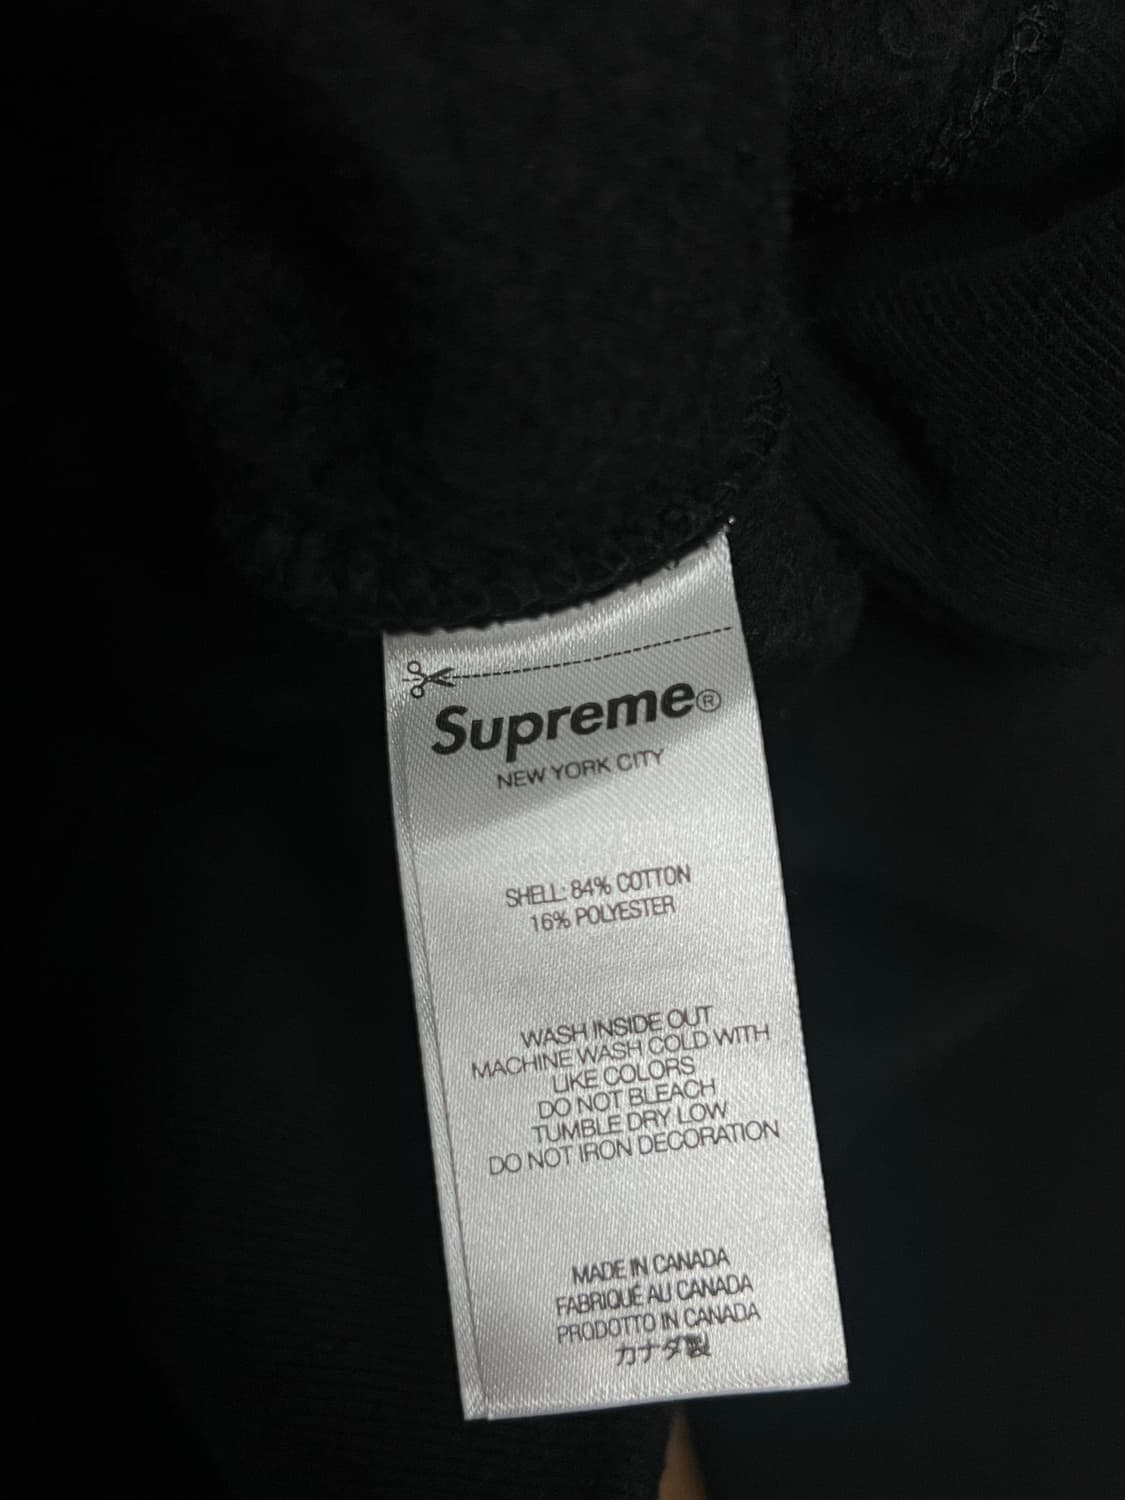 Supreme®
NEW YORK CITY
SHELL: 84% COTTON
16% POLYESTER
WASH INSIDE OUT
MACHINE WASH COLD WITH
LIKE COLORS
DO NOT BLEACH
TUMBLE DRY LOW
DO NOT IRON DECORATION
MADE IN CANADA
FABRIQUÉ AU CANADA
PRODOTTO IN CANADA
カナダ製